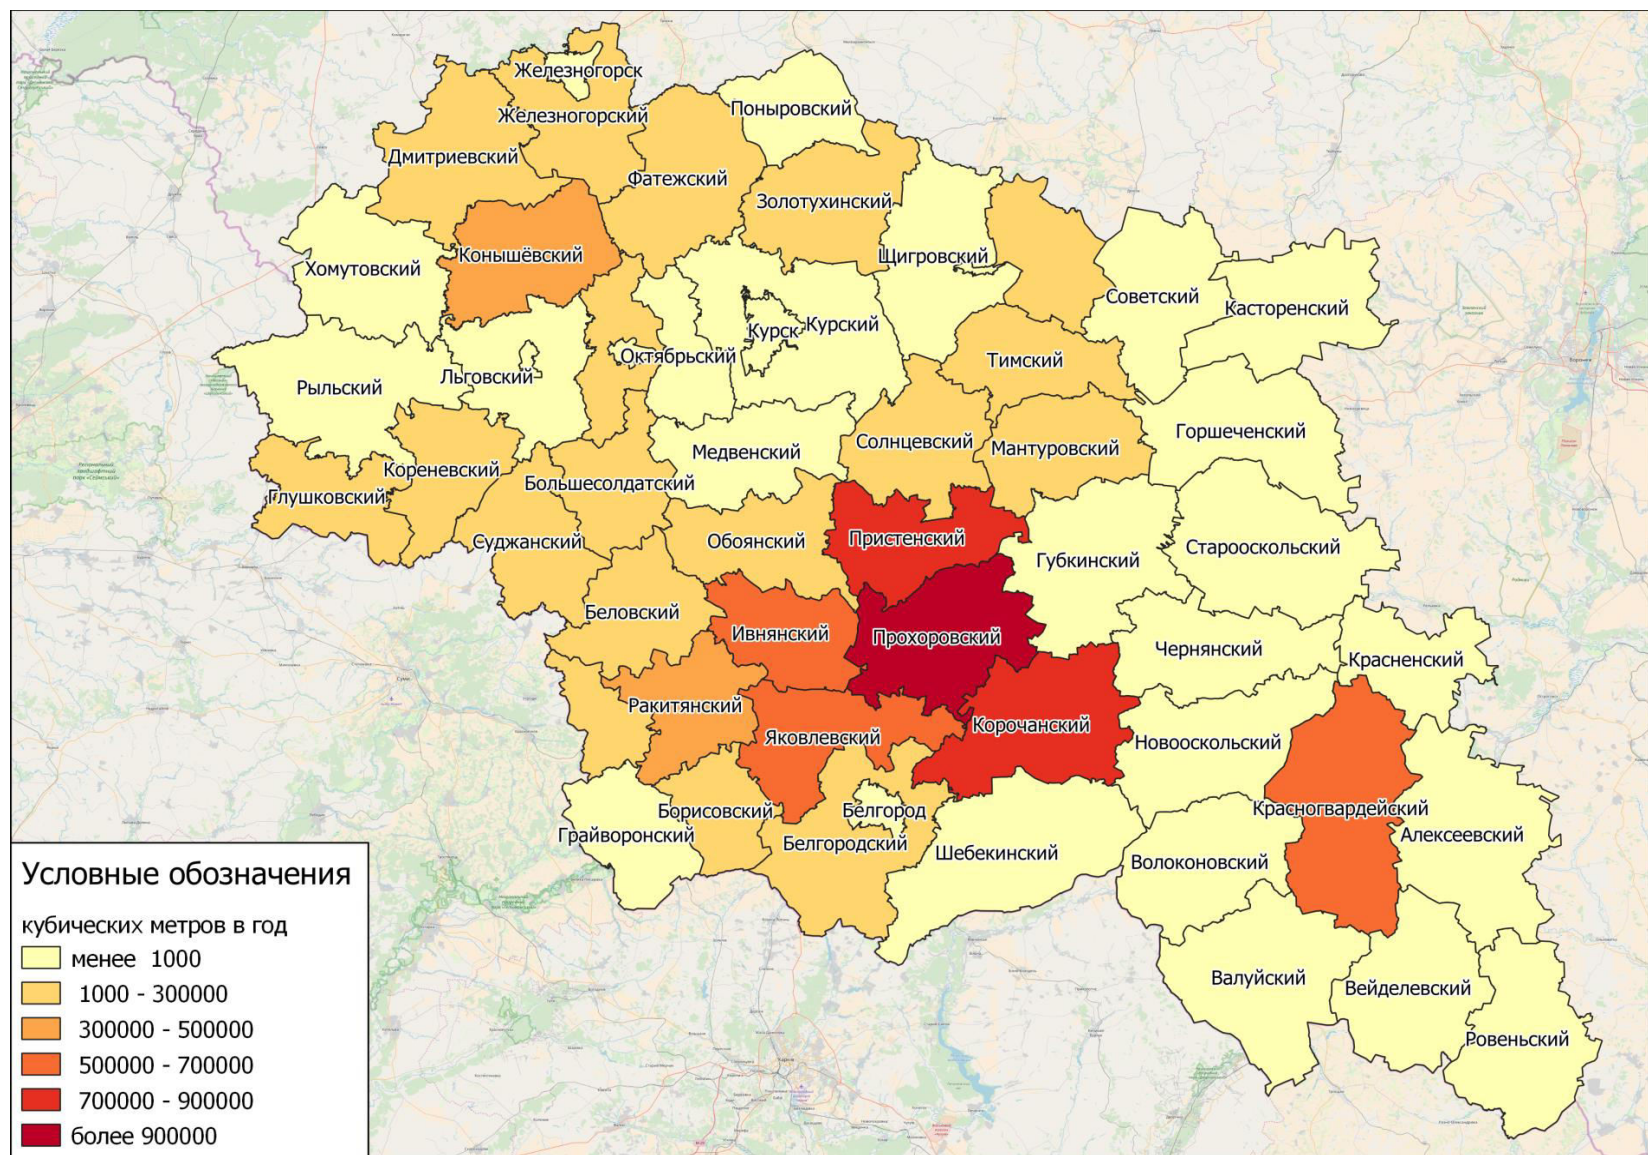 Железногорск
Железногорский
Поныровский
Дмитриевский
Фатежский
Золотухинский
Конышёвский
Щигровский
Хомутовский
Советский
Касторенский
Курск
Курский
Октябрьский
Тимский
Льговский
Рыльский
Горшеченский
Солнцевский
Мантуровский
Медвенский
Кореневский
Большесолдатский
Глушковский
Суджанский
Обоянский
Пристенский
Губкинский
Старооскольский
Беловский
Ивнянский
Прохоровский
Чернянский
Красненский
Ракитянский
Яковлевский
Корочанский
Новооскольский
Борисовский
Белгород
Красногвардейский
Грайворонский
Белгородский
Шебекинский
Волоконовский
Алексеевский
Валуйский
Вейделевский
Ровеньский
Условные обозначения
кубических метров в год
менее 1000
1000 - 300000
300000 - 500000
500000 - 700000
700000 - 900000
более 900000